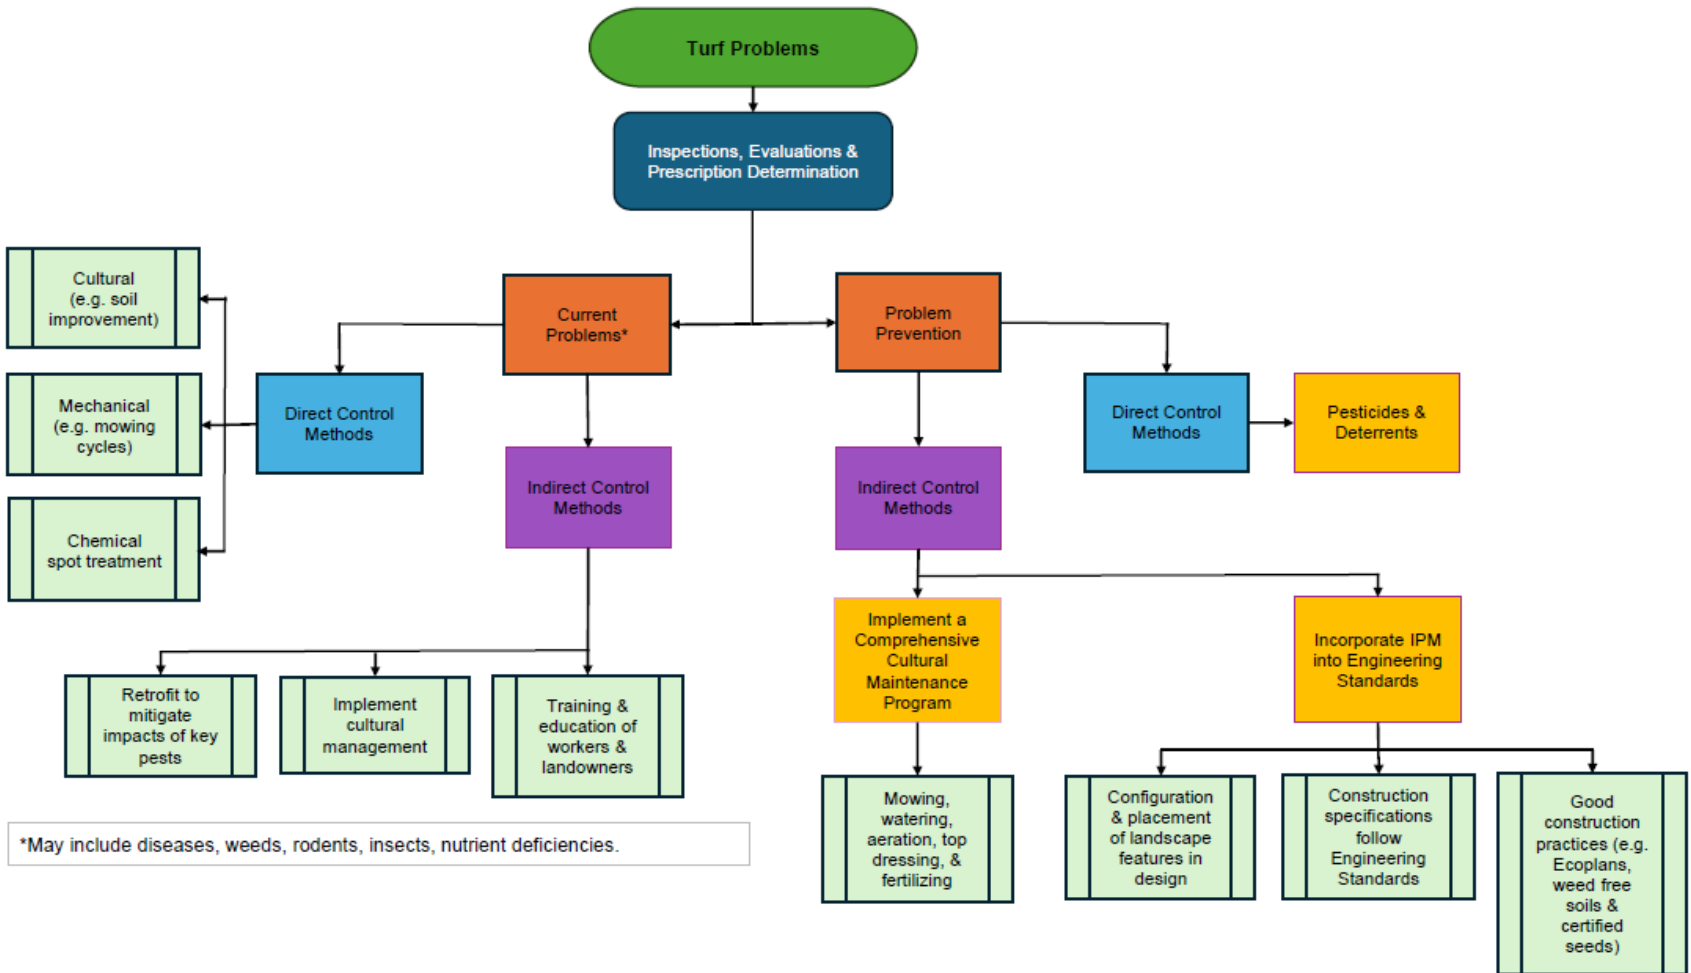 Turf Problems
Inspections, Evaluations &
Prescription Determination
Cultural
(e.g. soil
improvement)
Mechanical
(e.g. mowing
cycles)
Chemical
spot treatment
Direct Control
Methods
Current
Problems*
Problem
Prevention
Direct Control
Methods
Pesticides &
Deterrents
Indirect Control
Methods
Indirect Control
Methods
Implement a
Comprehensive
Cultural
Maintenance
Program
Incorporate IPM
into Engineering
Standards
Retrofit to
mitigate
impacts of key
pests
Implement
cultural
management
Training &
education of
workers &
landowners
Mowing,
watering,
aeration, top
dressing, &
fertilizing
Configuration
& placement
of landscape
features in
design
Construction
specifications
follow
Engineering
Standards
Good
construction
practices (e.g.
Ecoplans,
weed free
soils &
certified
seeds)
*May include diseases, weeds, rodents, insects, nutrient deficiencies.